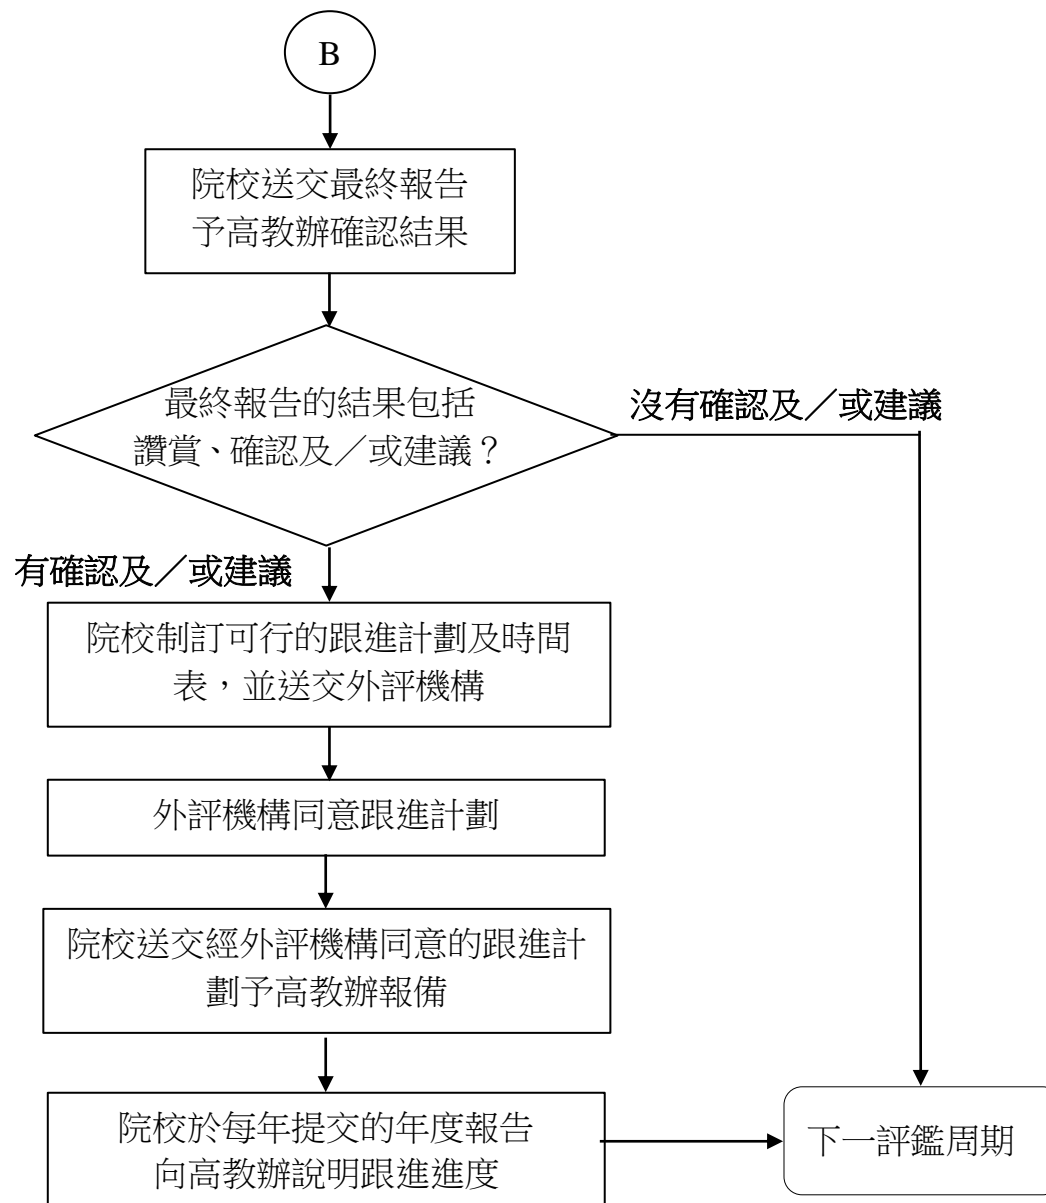 B
院校送交最終報告
予高教辦確認結果
最終報告的結果包括
讚賞、確認及／或建議？
沒有確認及／或建議
有確認及／或建議
院校制訂可行的跟進計劃及時間
表，並送交外評機構
外評機構同意跟進計劃
院校送交經外評機構同意的跟進計
劃予高教辦報備
院校於每年提交的年度報告
向高教辦說明跟進進度
下一評鑑周期